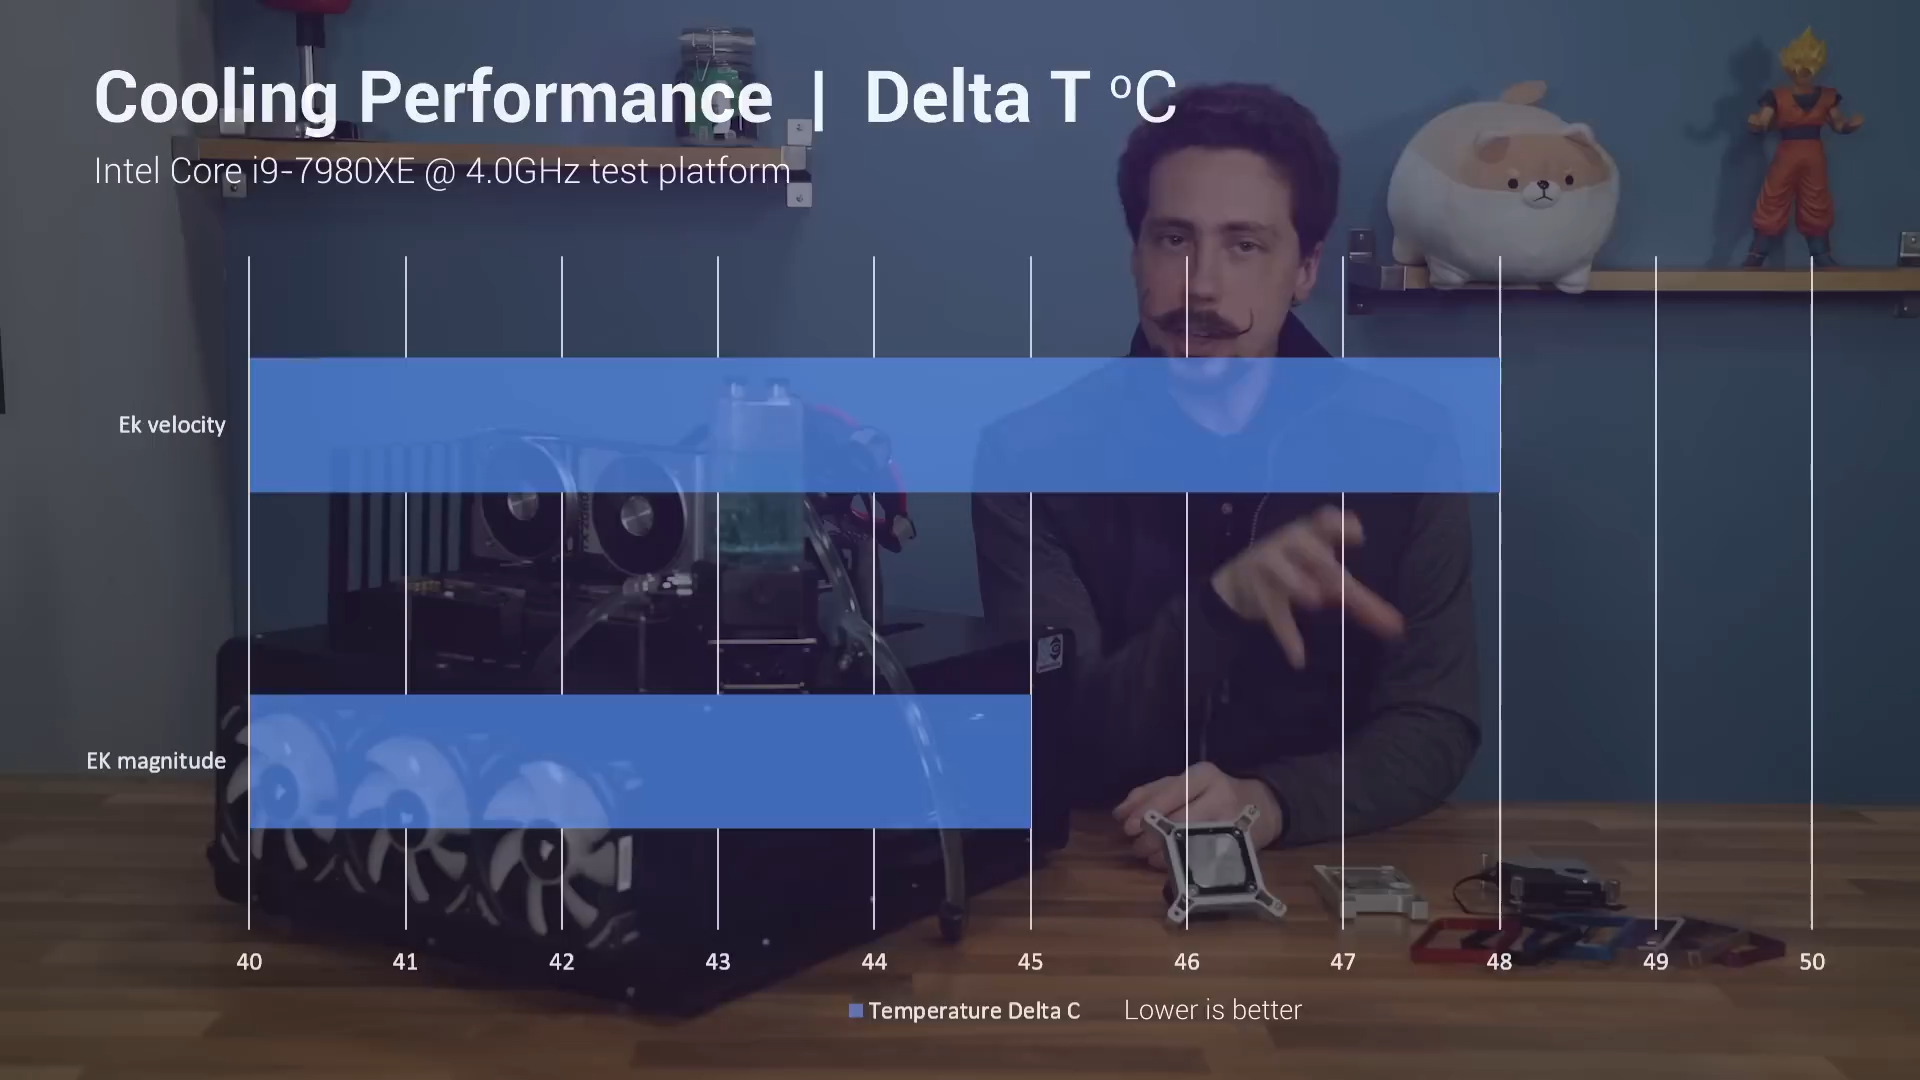 Cooling Performance | Delta T ºC
Intel Core i9-7980XE @ 4.0GHz test platform
Ek velocity
EK magnitude
40 41 42 43 44 45 46 47 48 49 50
Temperature Delta C Lower is better